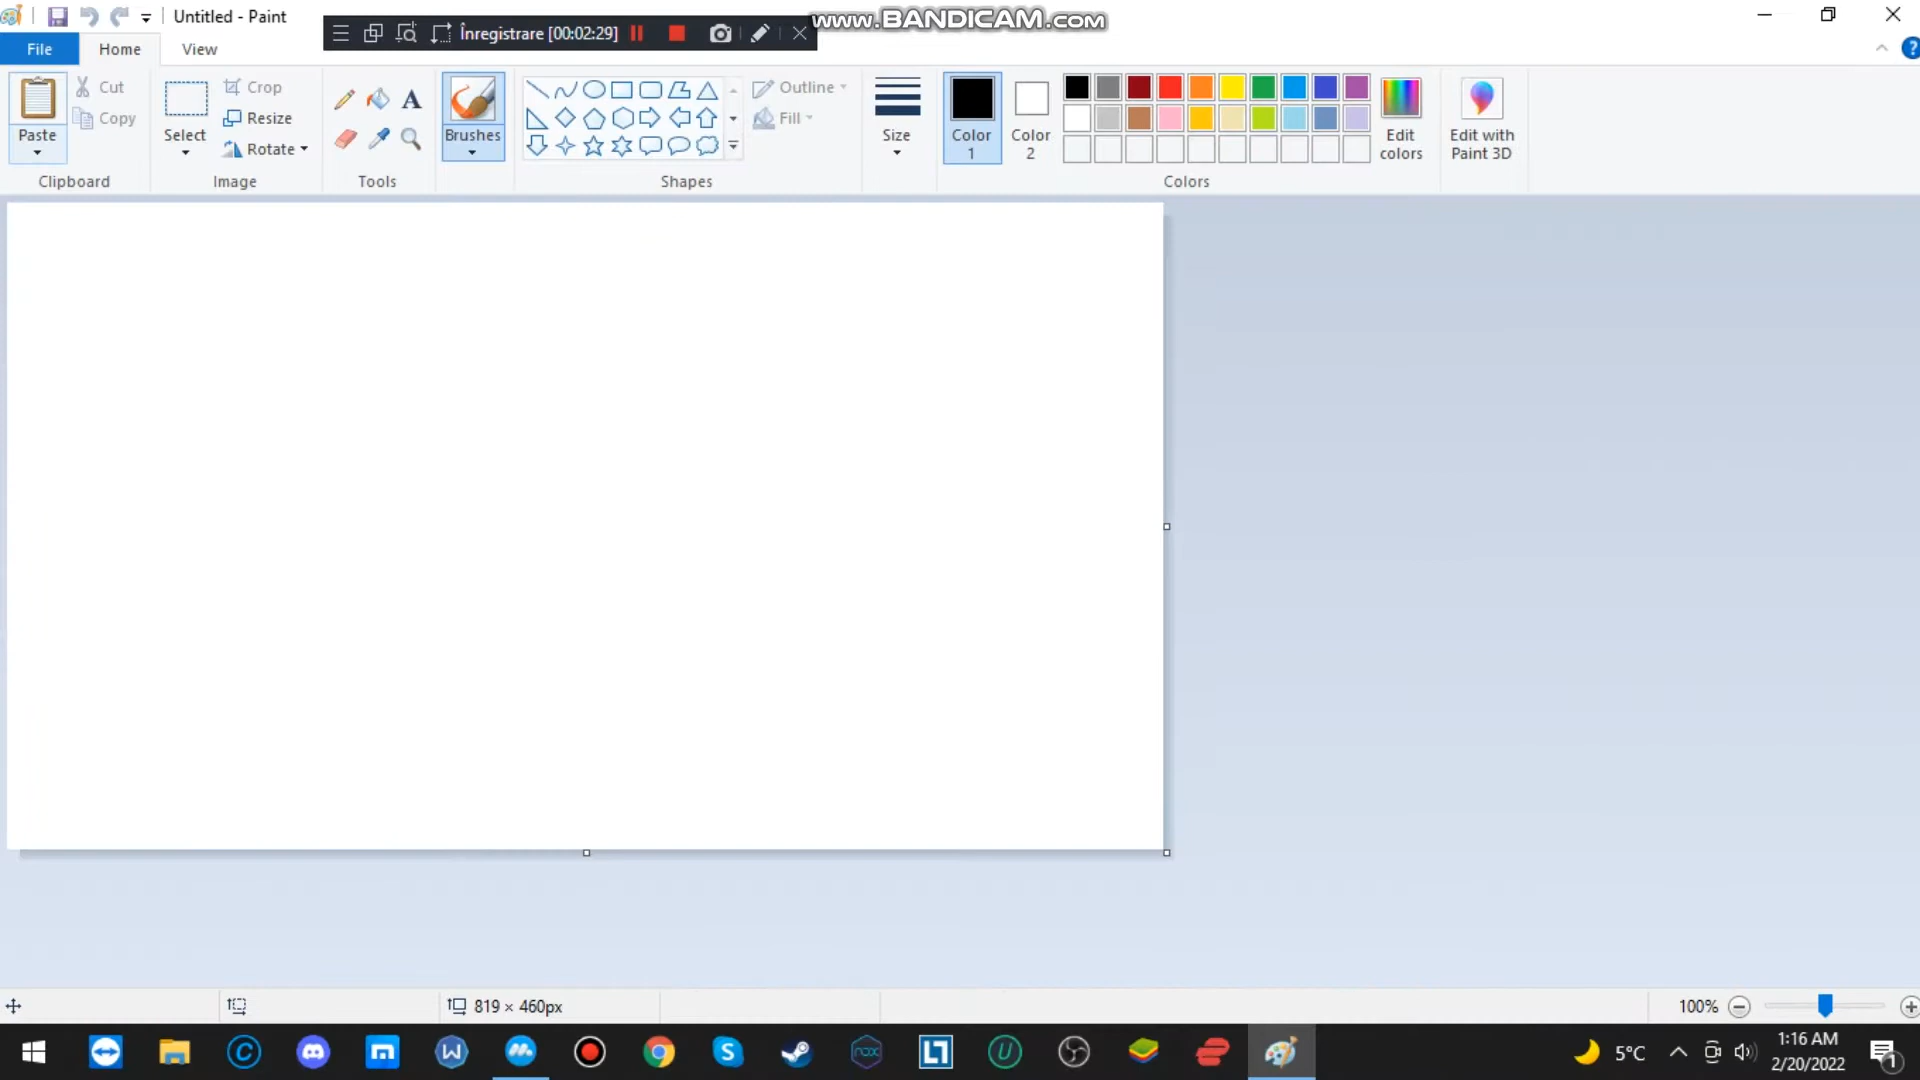 Untitled - Paint
Înregistrare [00:02:29]
www.BANDICAM.com
File
Home
View
Paste
Cut
Copy
Clipboard
Select
Crop
Resize
Rotate
Image
A
Tools
Brushes
Outline
Fill
Shapes
Size
Color
1
Color
2
Edit
colors
Colors
Edit with
Paint 3D
?
819 × 460px
100%
5°C
1:16 AM
2/20/2022
1